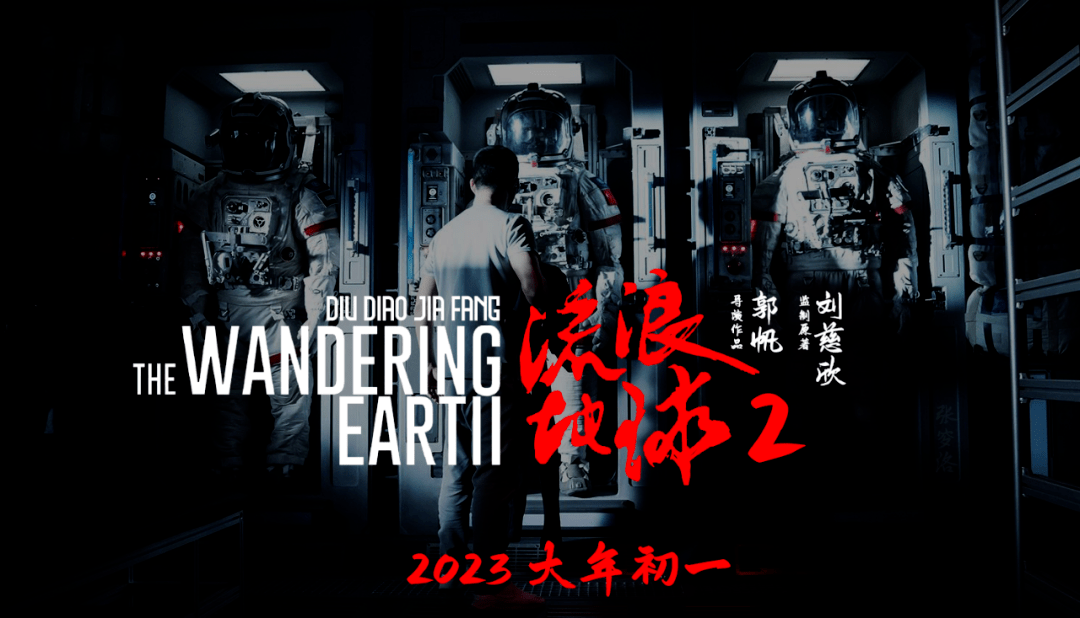 DIU DIAO JIA FANG
THE WANDERING
EARTII
流浪
地球2
刘慈欣
监制原著
郭帆
导演作品
2023 大年初一